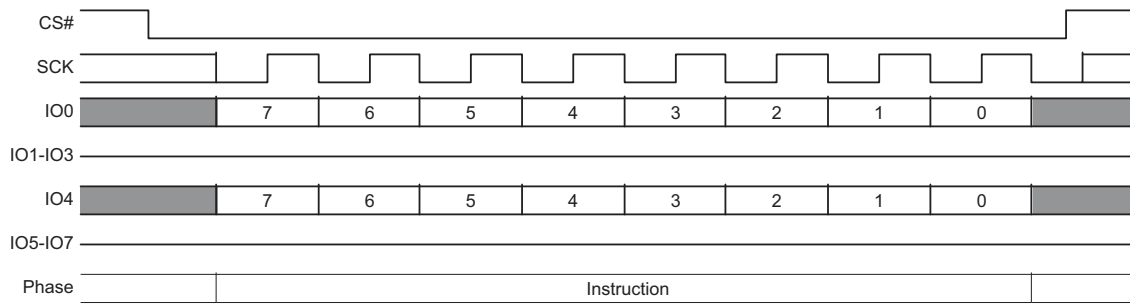 CS#
SCK
IO0 7 6 5 4 3 2 1 0
IO1-IO3
IO4 7 6 5 4 3 2 1 0
IO5-IO7
Phase Instruction